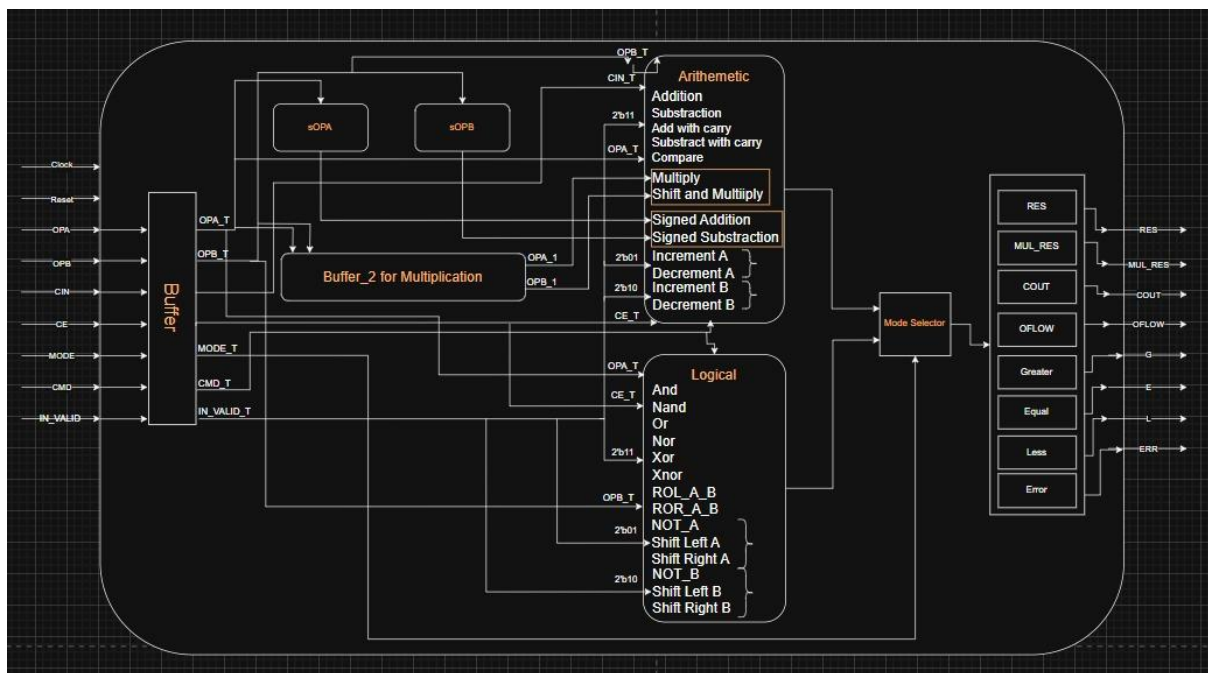 Clock
Reset
OPA
OPB
CIN
CE
MODE
CMD
IN_VALID
Buffer
OPA_T
OPB_T
MODE_T
CMD_T
IN_VALID_T
sOPA
sOPB
Buffer_2 for Multiplication
OPA_1
OPB_1
OPB_T
CIN_T
2'b11
OPA_T
2'b01
2'b10
CE_T
Arithemetic
Addition
Substraction
Add with carry
Substract with carry
Compare
Multiply
Shift and Multiiply
Signed Addition
Signed Substraction
Increment A
Decrement A
Increment B
Decrement B
OPA_T
CE_T
2'b11
OPB_T
2'b01
2'b10
Logical
And
Nand
Or
Nor
Xor
Xnor
ROL_A_B
ROR_A_B
NOT_A
Shift Left A
Shift Right A
NOT_B
Shift Left B
Shift Right B
Mode Selector
RES
MUL_RES
COUT
OFLOW
Greater
Equal
Less
Error
RES
MUL_RES
COUT
OFLOW
G
E
L
ERR